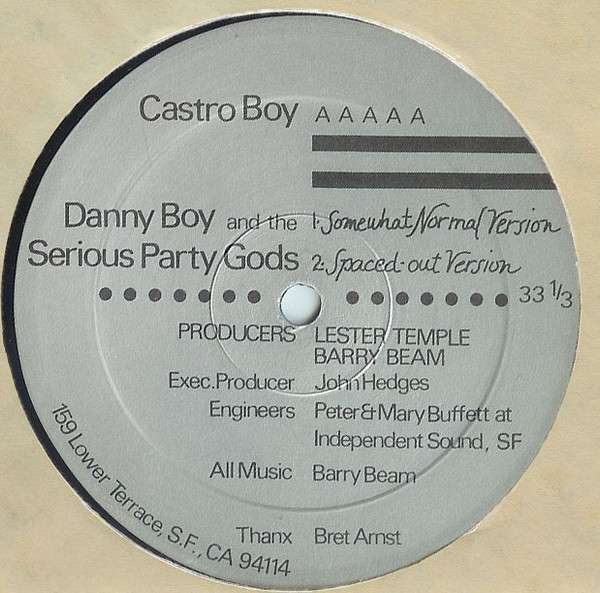 Castro Boy A A A A A
Danny Boy and the 1. Somewhat Normal Version
Serious Party Gods 2. Spaced-out Version
33 1/3
PRODUCERS LESTER TEMPLE
BARRY BEAM
Exec. Producer John Hedges
Engineers Peter & Mary Buffett at
Independent Sound, SF
All Music Barry Beam
Thanx Bret Arnst
159 Lower Terrace, S.F., CA 94114